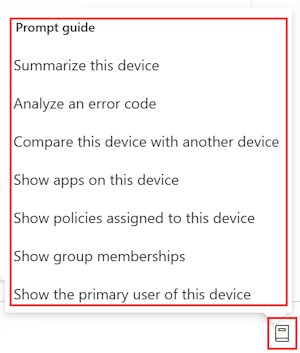 Prompt guide
Summarize this device
Analyze an error code
Compare this device with another device
Show apps on this device
Show policies assigned to this device
Show group memberships
Show the primary user of this device